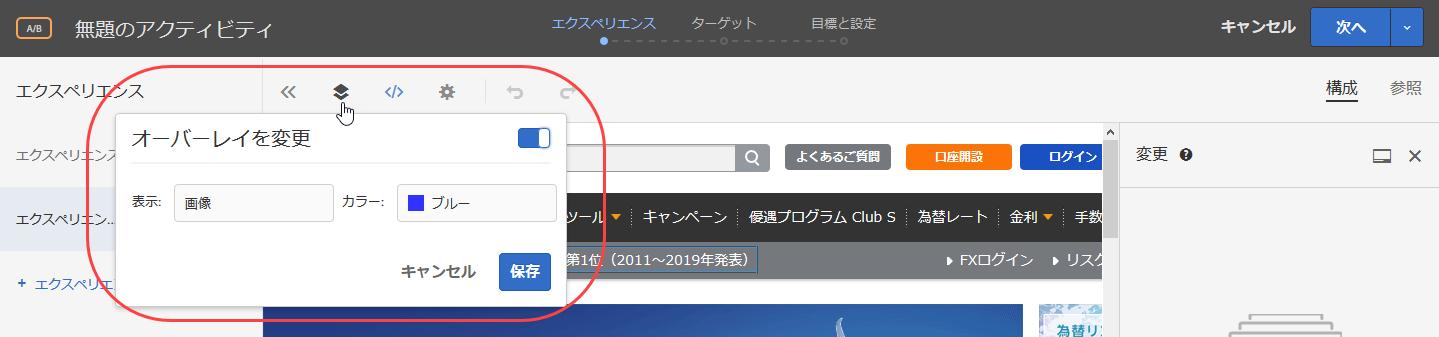 A/B 無題のアクティビティ エクスペリエンス ターゲット 目標と設定 キャンセル 次へ
エクスペリエンス </> 構成 参照
オーバーレイを変更
エクスペリエンス よくあるご質問 口座開設 ログイン 変更 ?
表示: 画像 カラー: ブルー
エクスペリエン... ツール キャンペーン 優遇プログラム Club S 為替レート 金利 手数
第1位（2011～2019年発表） FXログイン リスク
キャンセル 保存
+ エクスペリエン
為替リ